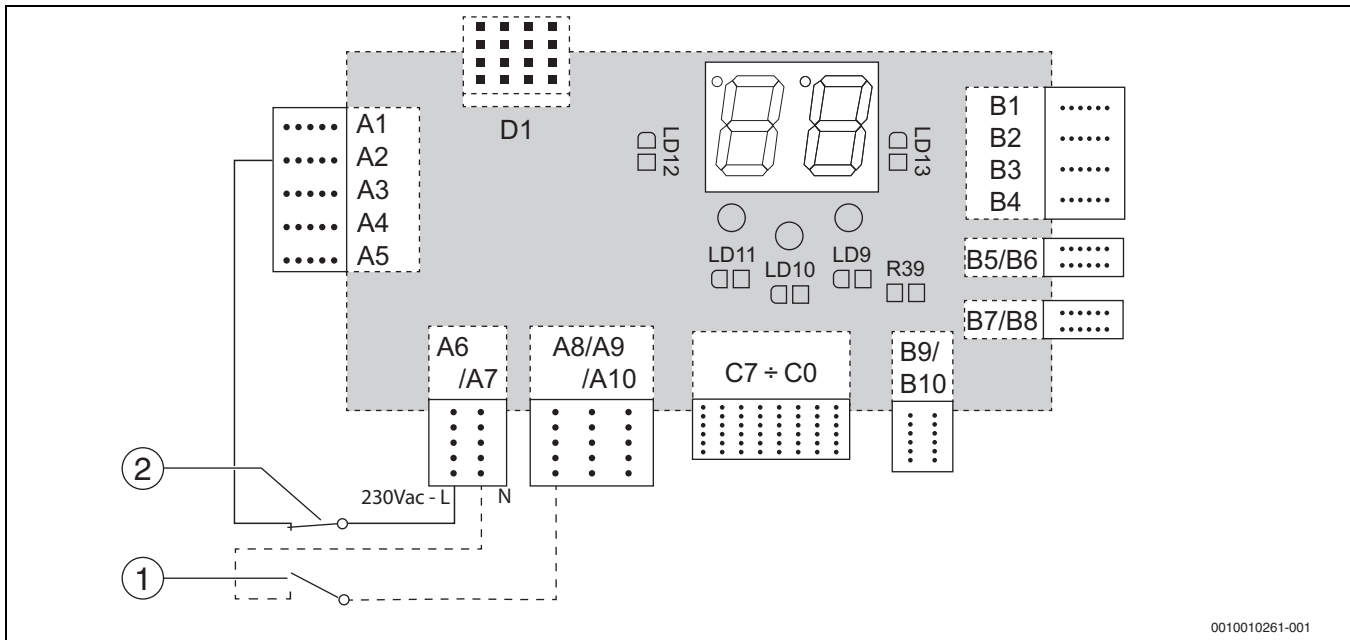 D1
A1
A2
A3
A4
A5
LD12
LD13
B1
B2
B3
B4
LD11
LD10
LD9
R39
B5/B6
B7/B8
A6
/A7
A8/A9
/A10
C7 ÷ C0
B9/
B10
2
230Vac - L
N
1
0010010261-001